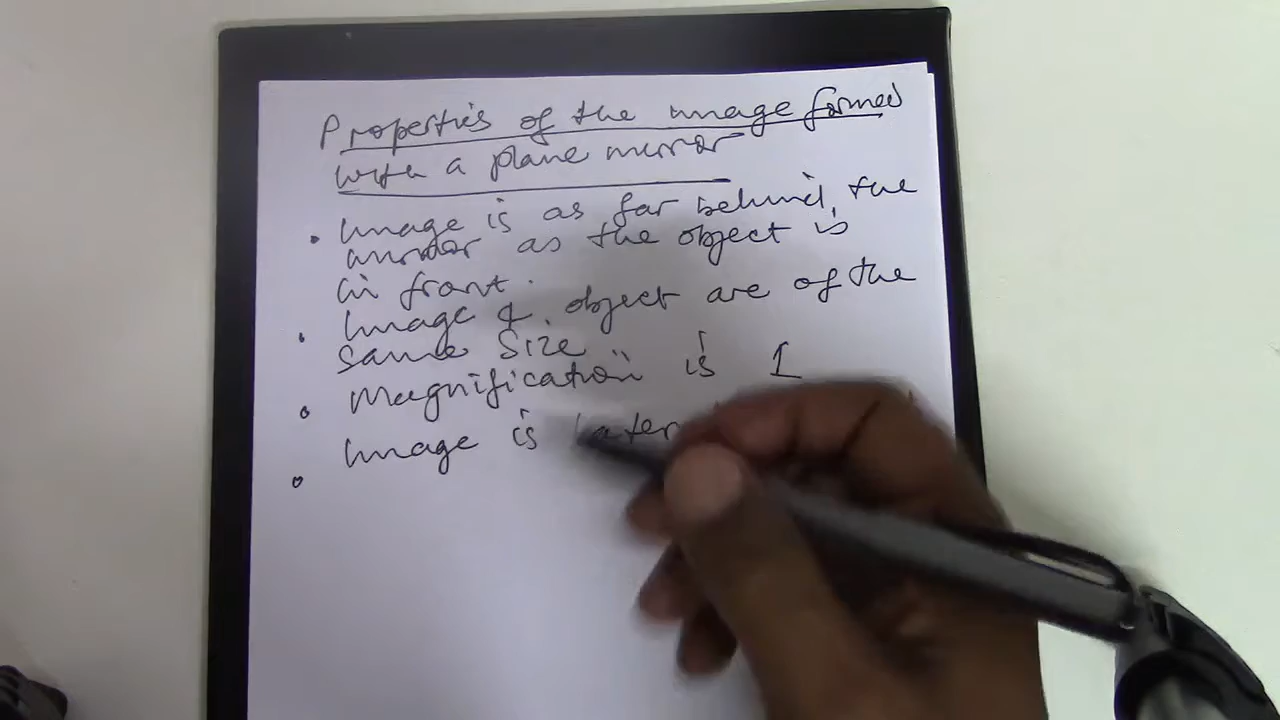 Properties of the image formed
with a plane mirror
• Image is as far behind, the
mirror as the object is
in front.
• Image & object are of the
same size
• Magnification is 1
• Image is later